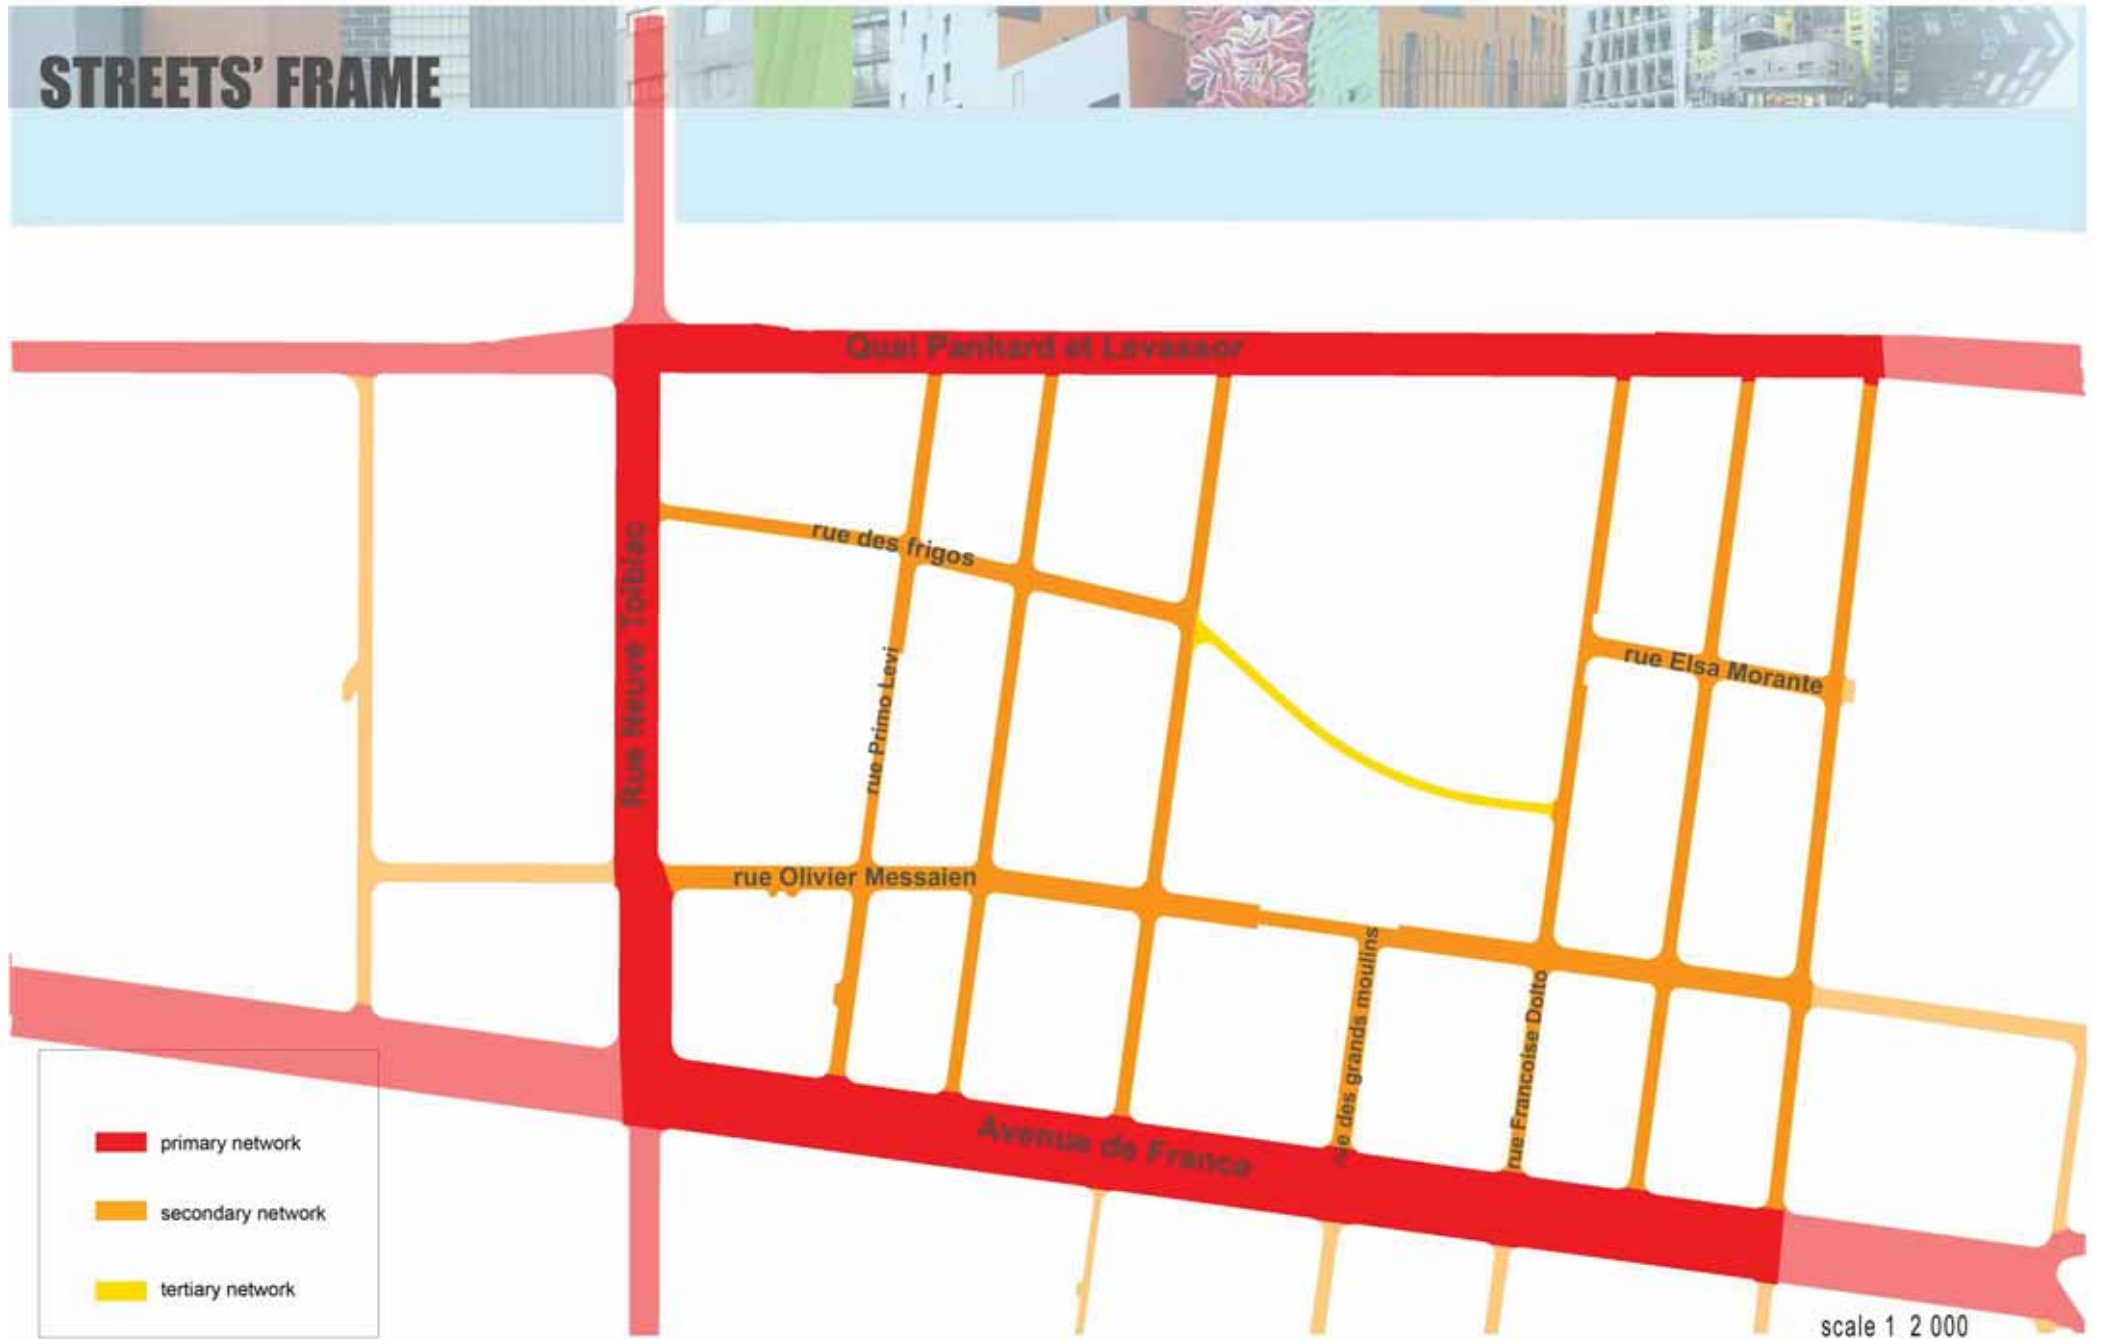 STREETS' FRAME
Quai Panhard et Levassor
rue des frigos
Rue Neuve Tolbiac
rue Primo Levi
rue Elsa Morante
rue Olivier Messaien
rue des grands moulins
rue Francoise Dolto
Avenue de France
primary network
secondary network
tertiary network
scale 1 2 000